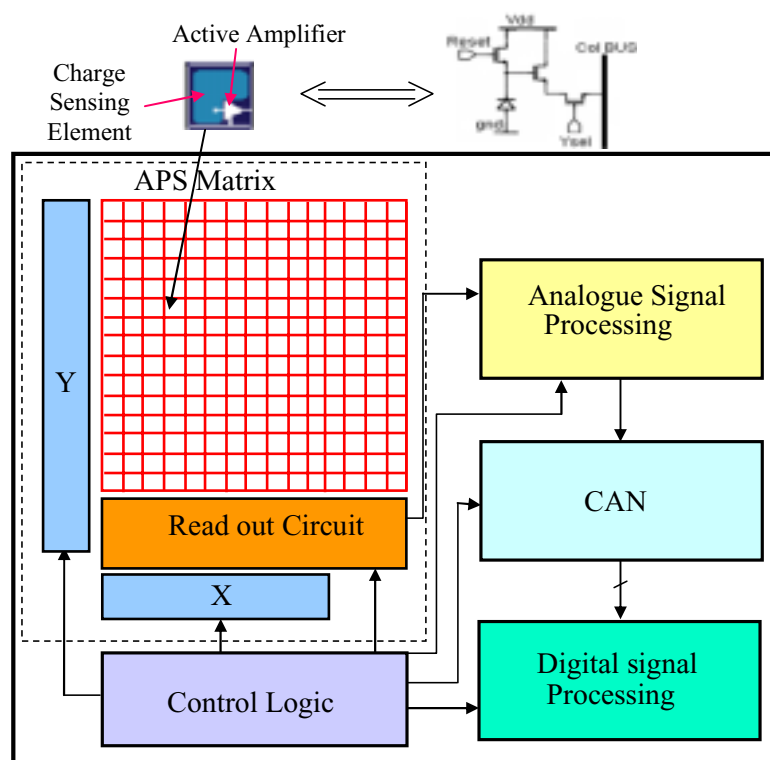 Active Amplifier
Charge
Sensing
Element
Vdd
Reset
Col BUS
gnd
Ysel
APS Matrix
Y
Analogue Signal
Processing
CAN
Read out Circuit
X
Control Logic
Digital signal
Processing